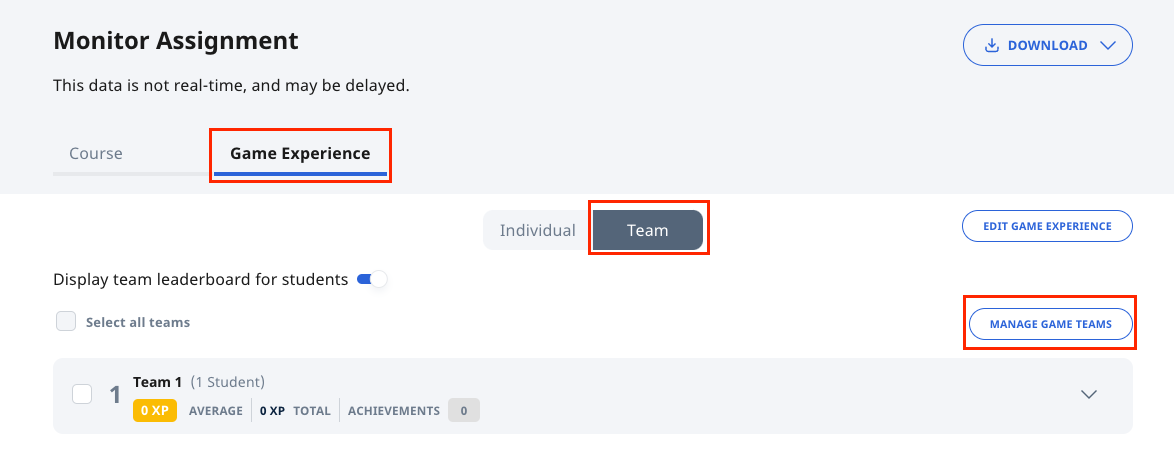 Monitor Assignment
DOWNLOAD
This data is not real-time, and may be delayed.
Course
Game Experience
Individual
Team
EDIT GAME EXPERIENCE
Display team leaderboard for students
Select all teams
MANAGE GAME TEAMS
1
Team 1 (1 Student)
0 XP AVERAGE 0 XP TOTAL ACHIEVEMENTS 0